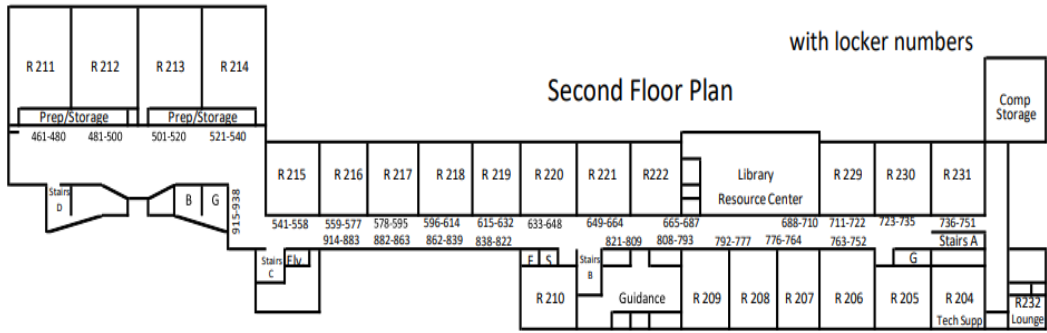 with locker numbers
Second Floor Plan
R 211
R 212
R 213
R 214
Comp
Storage
Prep/Storage
Prep/Storage
461-480
481-500
501-520
521-540
R 215
R 216
R 217
R 218
R 219
R 220
R 221
R222
Library
Resource Center
R 229
R 230
R 231
Stairs
D
B
G
915-938
541-558
559-577
578-595
596-614
615-632
633-648
649-664
665-687
688-710
711-722
723-735
736-751
914-883
882-863
862-839
838-822
821-809
808-793
792-777
776-764
763-752
Stairs A
Stairs
C
Elv
F
S
Stairs
B
G
R 210
Guidance
R 209
R 208
R 207
R 206
R 205
R 204
Tech Supp
R232
Lounge